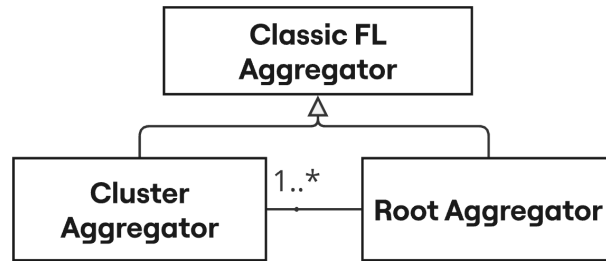 Classic FL
Aggregator
Cluster
Aggregator
1..*
Root Aggregator